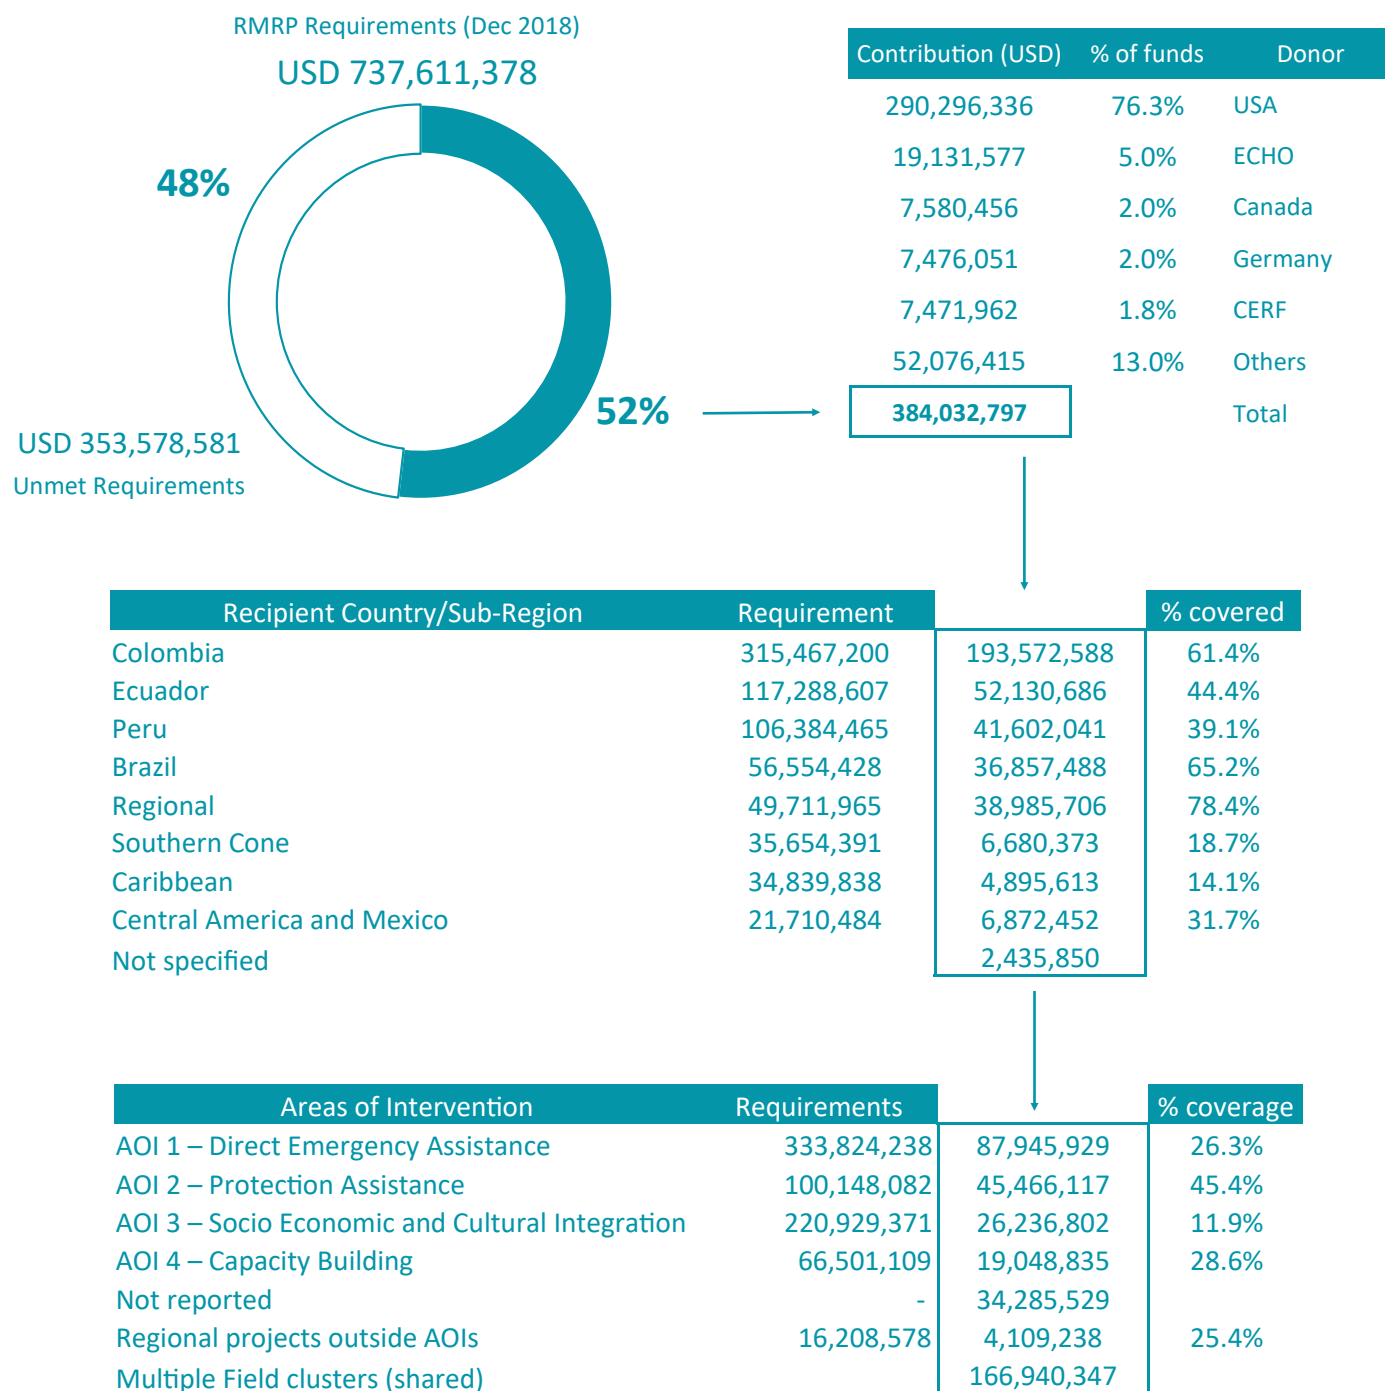 RMRP Requirements (Dec 2018)
USD 737,611,378
48%
52%
USD 353,578,581
Unmet Requirements
Contribution (USD) % of funds Donor
290,296,336 76.3% USA
19,131,577 5.0% ECHO
7,580,456 2.0% Canada
7,476,051 2.0% Germany
7,471,962 1.8% CERF
52,076,415 13.0% Others
384,032,797 Total
Recipient Country/Sub-Region Requirement % covered
Colombia 315,467,200 193,572,588 61.4%
Ecuador 117,288,607 52,130,686 44.4%
Peru 106,384,465 41,602,041 39.1%
Brazil 56,554,428 36,857,488 65.2%
Regional 49,711,965 38,985,706 78.4%
Southern Cone 35,654,391 6,680,373 18.7%
Caribbean 34,839,838 4,895,613 14.1%
Central America and Mexico 21,710,484 6,872,452 31.7%
Not specified 2,435,850
Areas of Intervention Requirements % coverage
AOI 1 – Direct Emergency Assistance 333,824,238 87,945,929 26.3%
AOI 2 – Protection Assistance 100,148,082 45,466,117 45.4%
AOI 3 – Socio Economic and Cultural Integration 220,929,371 26,236,802 11.9%
AOI 4 – Capacity Building 66,501,109 19,048,835 28.6%
Not reported - 34,285,529
Regional projects outside AOIs 16,208,578 4,109,238 25.4%
Multiple Field clusters (shared) 166,940,347